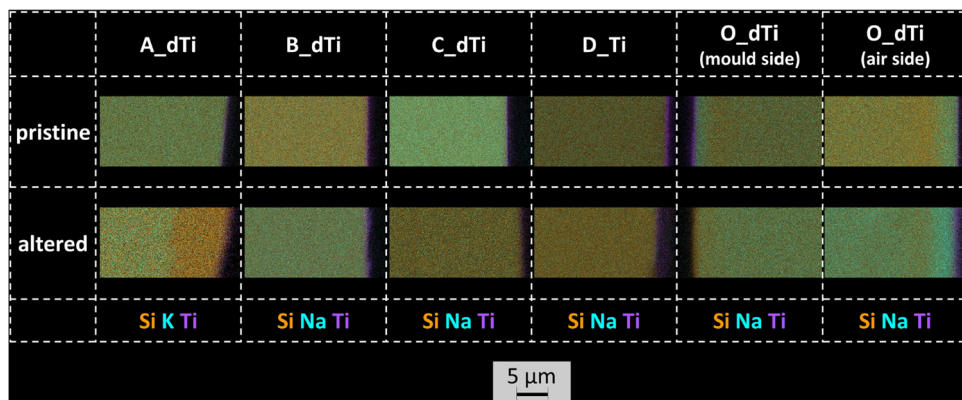 A_dTi
B_dTi
C_dTi
D_Ti
O_dTi
(mould side)
O_dTi
(air side)
pristine
altered
Si K Ti
Si Na Ti
Si Na Ti
Si Na Ti
Si Na Ti
Si Na Ti
5 µm